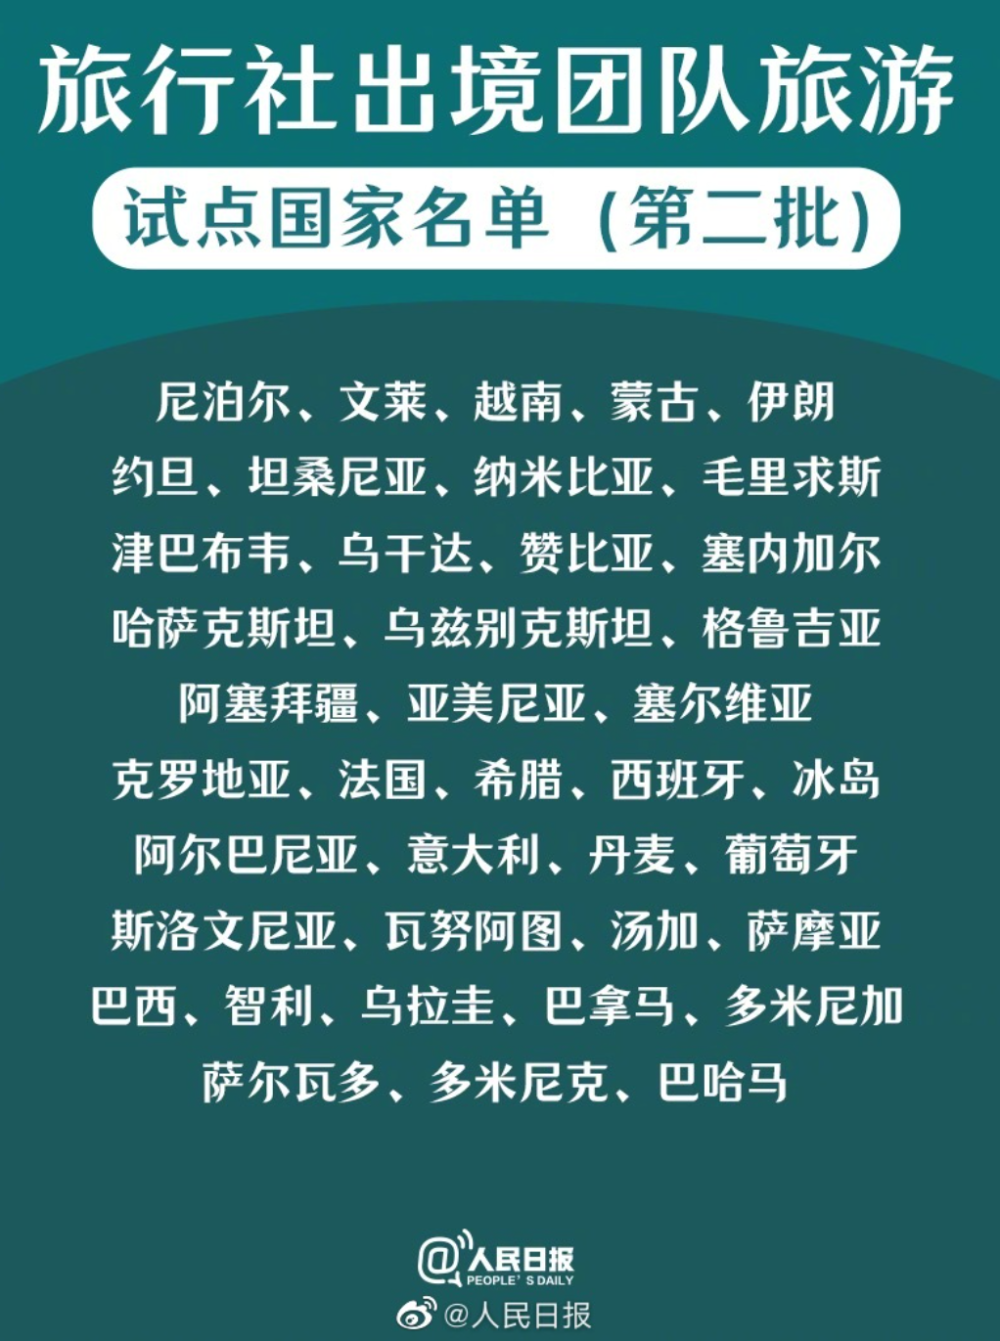 旅行社出境团队旅游
试点国家名单（第二批）
尼泊尔、文莱、越南、蒙古、伊朗
约旦、坦桑尼亚、纳米比亚、毛里求斯
津巴布韦、乌干达、赞比亚、塞内加尔
哈萨克斯坦、乌兹别克斯坦、格鲁吉亚
阿塞拜疆、亚美尼亚、塞尔维亚
克罗地亚、法国、希腊、西班牙、冰岛
阿尔巴尼亚、意大利、丹麦、葡萄牙
斯洛文尼亚、瓦努阿图、汤加、萨摩亚
巴西、智利、乌拉圭、巴拿马、多米尼加
萨尔瓦多、多米尼克、巴哈马
@人民日报
PEOPLE'S DAILY
@人民日报